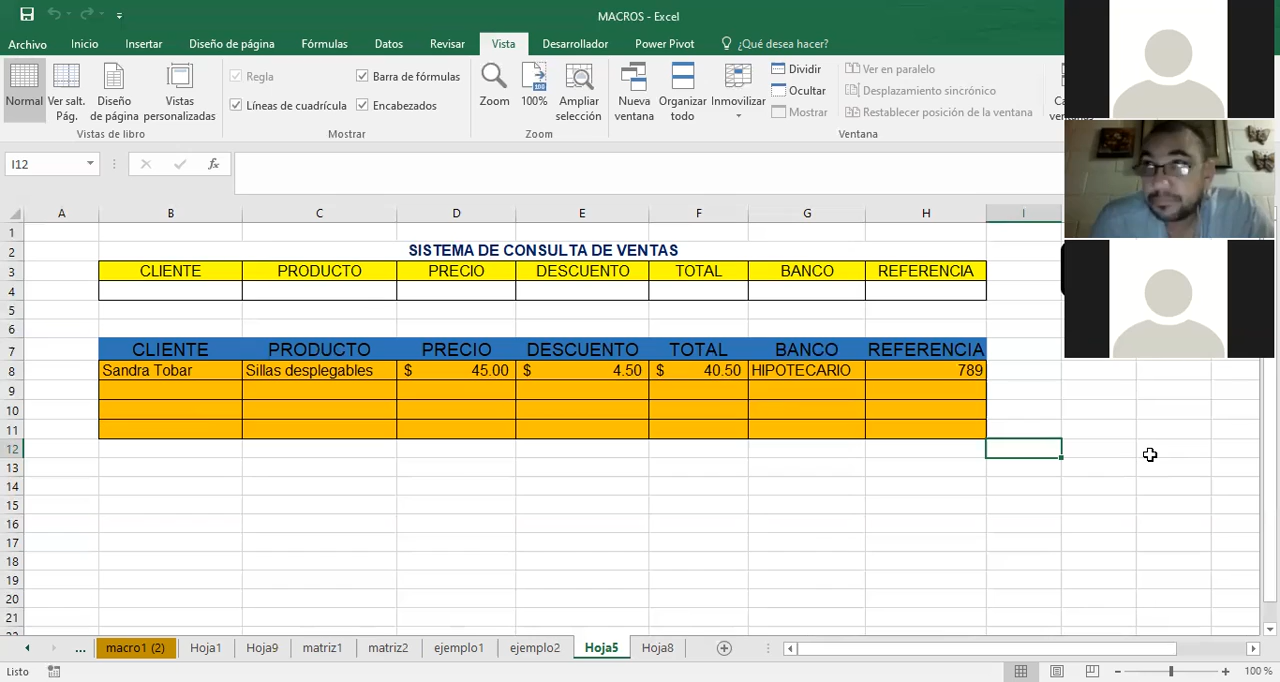 MACROS - Excel
Archivo Inicio Insertar Diseño de página Fórmulas Datos Revisar Vista Desarrollador Power Pivot ¿Qué desea hacer?
Normal
Ver salt. Pág.
Diseño de página
Vistas personalizadas
Vistas de libro
Regla
Barra de fórmulas
Líneas de cuadrícula
Encabezados
Mostrar
Zoom
100%
Ampliar selección
Zoom
Nueva ventana
Organizar todo
Inmovilizar
Dividir
Ocultar
Mostrar
Ver en paralelo
Desplazamiento sincrónico
Restablecer posición de la ventana
Ventana
I12
fx
A B C D E F G H I
1
2 SISTEMA DE CONSULTA DE VENTAS
3 CLIENTE PRODUCTO PRECIO DESCUENTO TOTAL BANCO REFERENCIA
4
5
6
7 CLIENTE PRODUCTO PRECIO DESCUENTO TOTAL BANCO REFERENCIA
8 Sandra Tobar Sillas desplegables $ 45.00 $ 4.50 $ 40.50 HIPOTECARIO 789
9
10
11
12
13
14
15
16
17
18
19
20
21
... macro1 (2) Hoja1 Hoja9 matriz1 matriz2 ejemplo1 ejemplo2 Hoja5 Hoja8
Listo 100 %